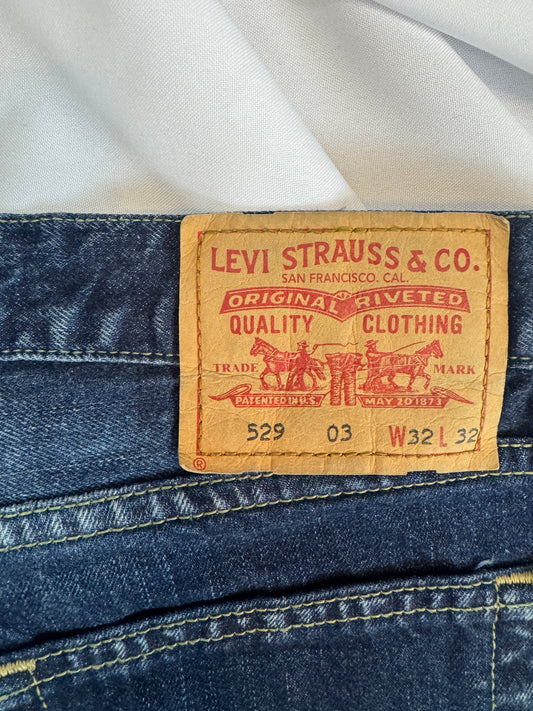 LEVI STRAUSS & CO.
SAN FRANCISCO. CAL.
ORIGINAL RIVETED
QUALITY CLOTHING
TRADE MARK
PATENTED IN U.S. MAY 20 1873
529 03 W32 L 32
®